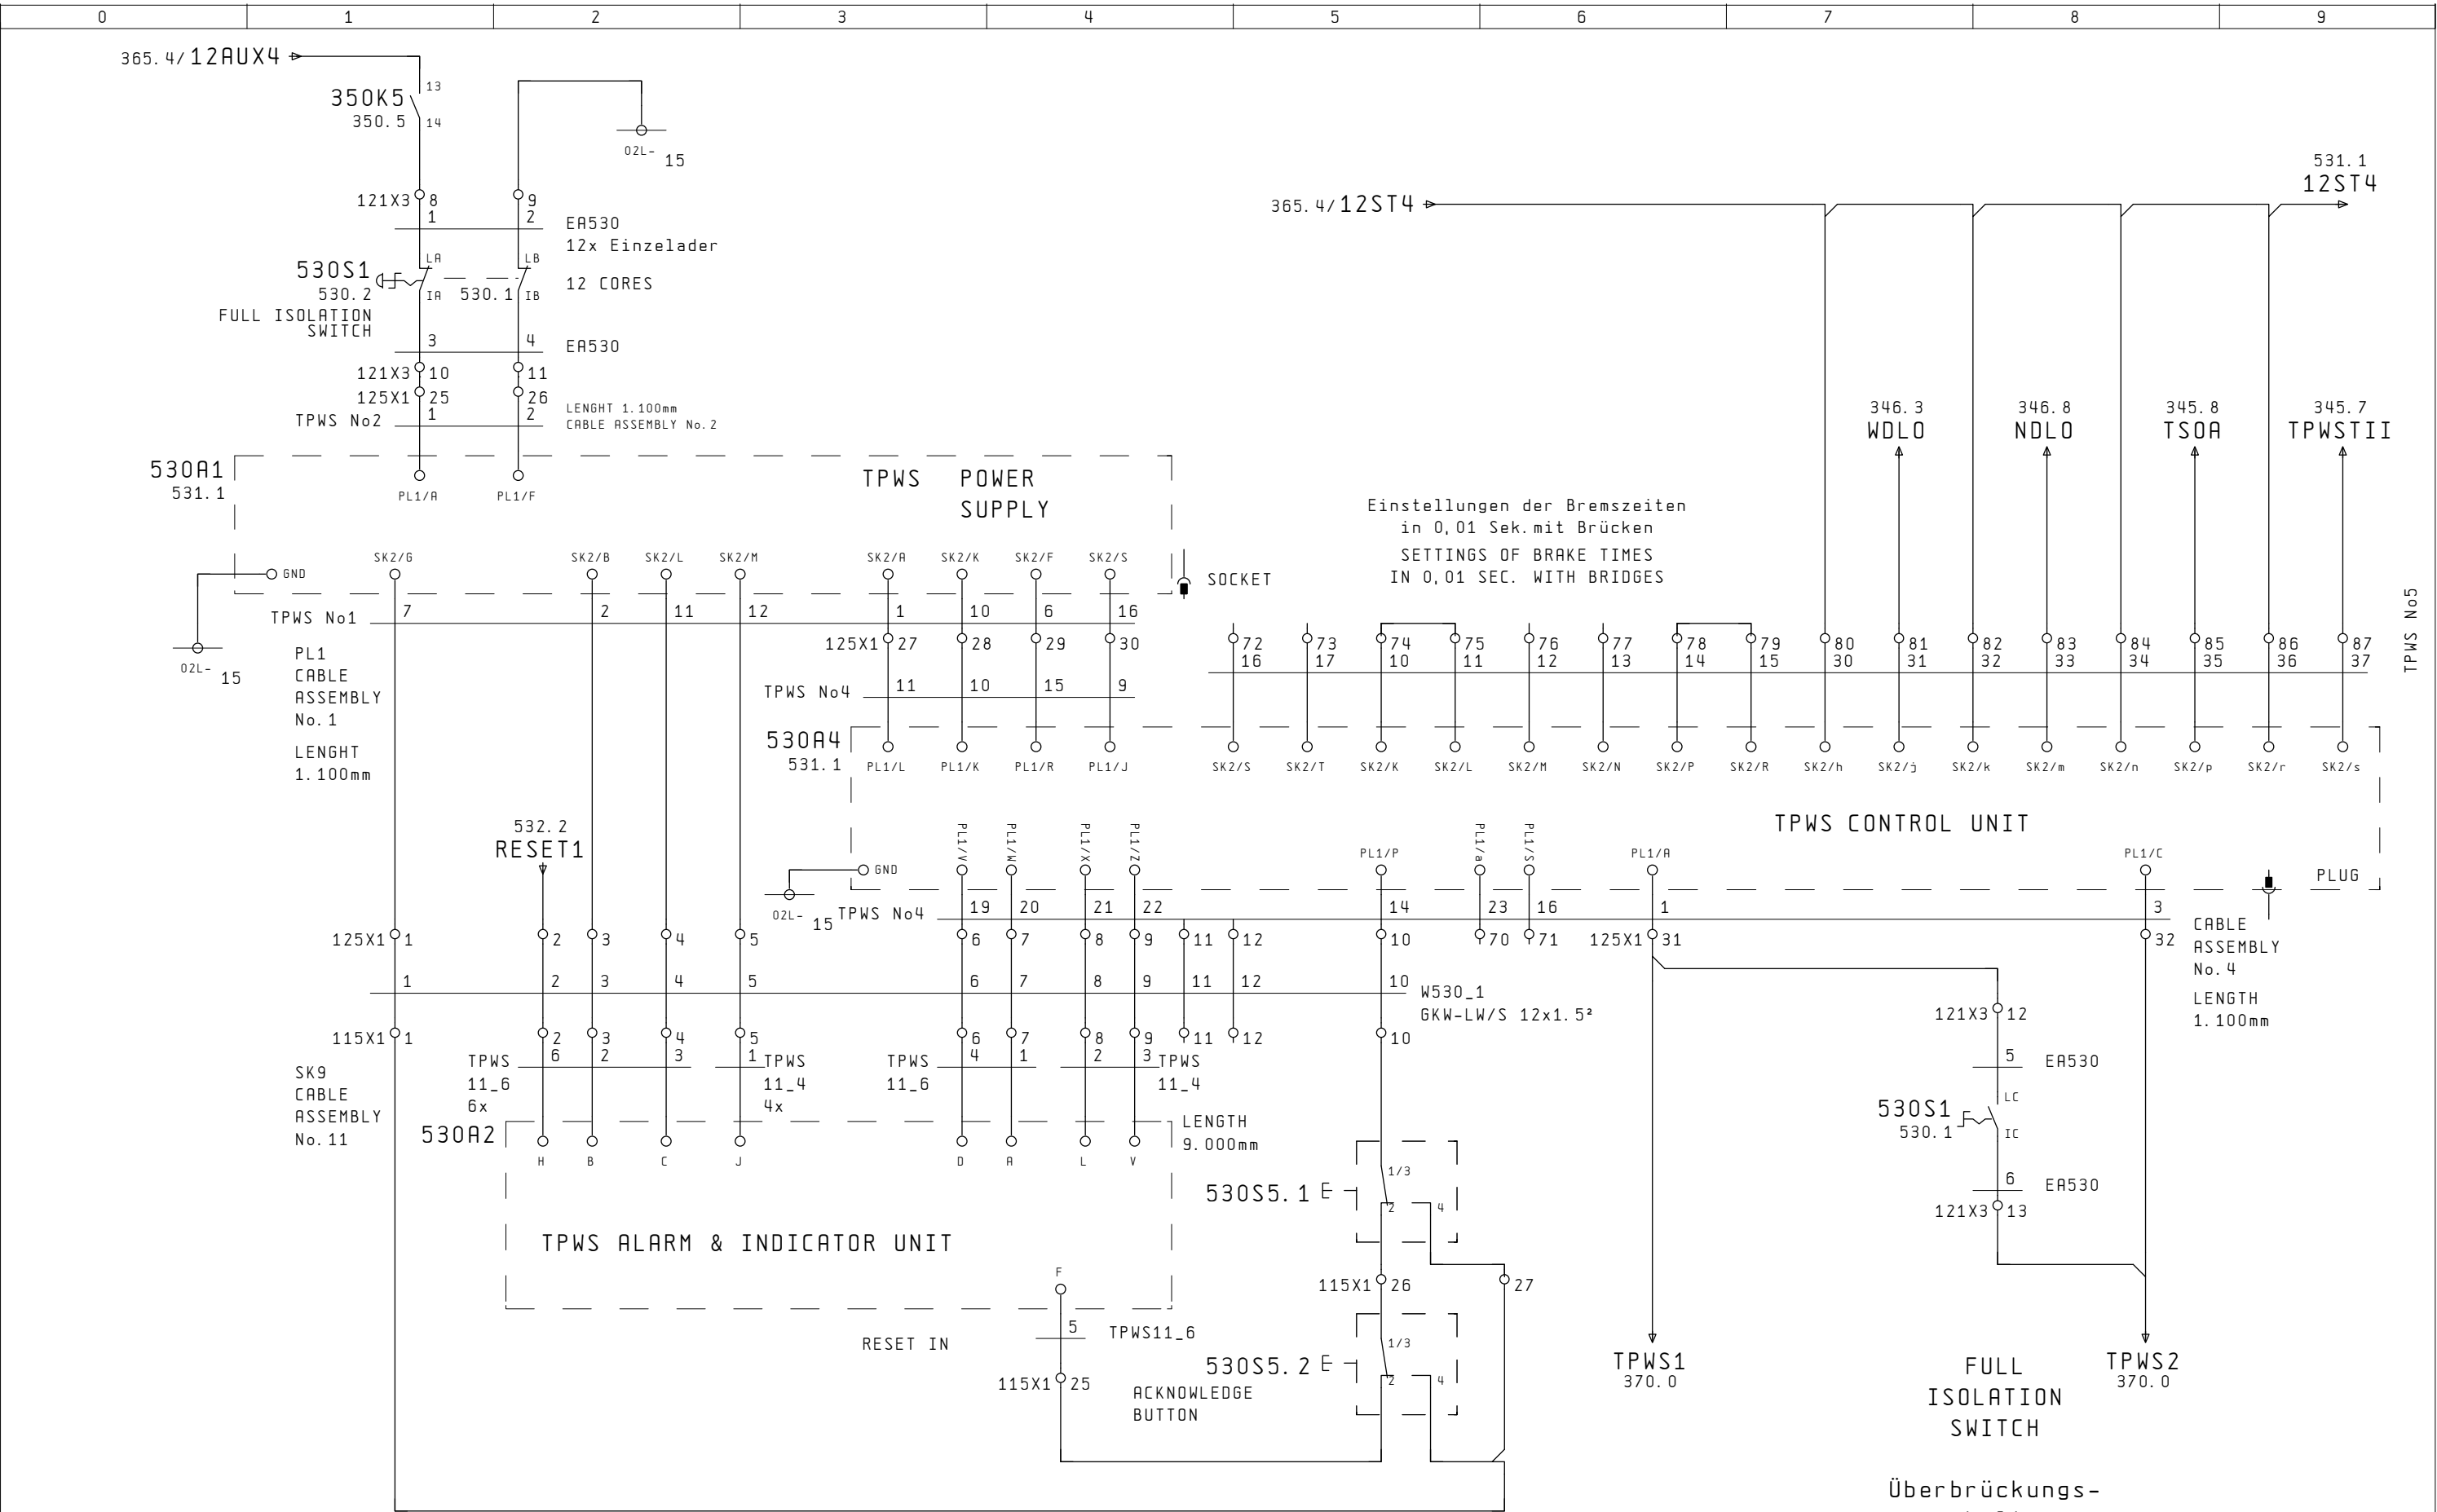 0 1 2 3 4 5 6 7 8 9
365.4/12AUX4
13
350K5
350.5 14
02L- 15
121X3 8 9
1 2 EA530
12x Einzelader
LA LB
530S1
12 CORES
530.2 IA 530.1 IB
FULL ISOLATION
SWITCH
3 4 EA530
121X3 10 11
125X1 25 26
TPWS No2 1 2
LENGHT 1.100mm
CABLE ASSEMBLY No.2
365.4/12ST4
531.1
12ST4
346.3 346.8 345.8 345.7
WDLO NDLO TSOA TPWSTII
530A1
531.1
PL1/A PL1/F
TPWS POWER
SUPPLY
Einstellungen der Bremszeiten
in 0,01 Sek.mit Brücken
SETTINGS OF BRAKE TIMES
IN 0,01 SEC. WITH BRIDGES
SK2/G SK2/B SK2/L SK2/M SK2/A SK2/K SK2/F SK2/S
GND
SOCKET
TPWS No1 7 2 11 12 1 10 6 16
02L- 15
PL1
CABLE
ASSEMBLY
No.1
LENGHT
1.100mm
125X1 27 28 29 30
TPWS No4 11 10 15 9
72 73 74 75 76 77 78 79 80 81 82 83 84 85 86 87
16 17 10 11 12 13 14 15 30 31 32 33 34 35 36 37
TPWS No5
530A4
531.1
PL1/L PL1/K PL1/R PL1/J
SK2/S SK2/T SK2/K SK2/L SK2/M SK2/N SK2/P SK2/R SK2/h SK2/j SK2/k SK2/m SK2/n SK2/p SK2/r SK2/s
TPWS CONTROL UNIT
532.2
RESET1
GND
02L- 15
PL1/V PL1/W PL1/X PL1/Z PL1/P PL1/a PL1/S PL1/A PL1/C
PLUG
TPWS No4 19 20 21 22 14 23 16 1 3
125X1 1 2 3 4 5 6 7 8 9 11 12 10 70 71 125X1 31 32
CABLE
ASSEMBLY
No.4
LENGTH
1.100mm
1 2 3 4 5 6 7 8 9 11 12 10 W530_1
GKW-LW/S 12x1.5²
115X1 1 2 3 4 5 6 7 8 9 11 12 10
SK9
CABLE
ASSEMBLY
No.11
TPWS 6 2 3 1 TPWS
11_6 11_4
6x 4x
TPWS 4 1 2 3 TPWS
11_6 11_4
LENGTH
9.000mm
530A2
H B C J D A L V
TPWS ALARM & INDICATOR UNIT
F
RESET IN
5 TPWS11_6
115X1 25
ACKNOWLEDGE
BUTTON
530S5.1 1/3
2 4
115X1 26 27
530S5.2 1/3
2 4
121X3 12
5 EA530
LC
530S1
530.1 IC
6 EA530
121X3 13
TPWS1
370.0
TPWS2
370.0
FULL
ISOLATION
SWITCH
Überbrückungs-